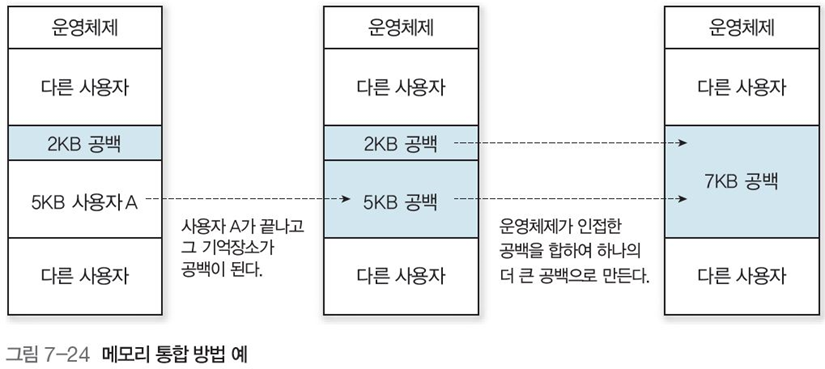 운영체제
다른 사용자
2KB 공백
5KB 사용자 A
다른 사용자
사용자 A가 끝나고
그 기억장소가
공백이 된다.
운영체제
다른 사용자
2KB 공백
5KB 공백
다른 사용자
운영체제가 인접한
공백을 합하여 하나의
더 큰 공백으로 만든다.
운영체제
다른 사용자
7KB 공백
다른 사용자
그림 7-24 메모리 통합 방법 예